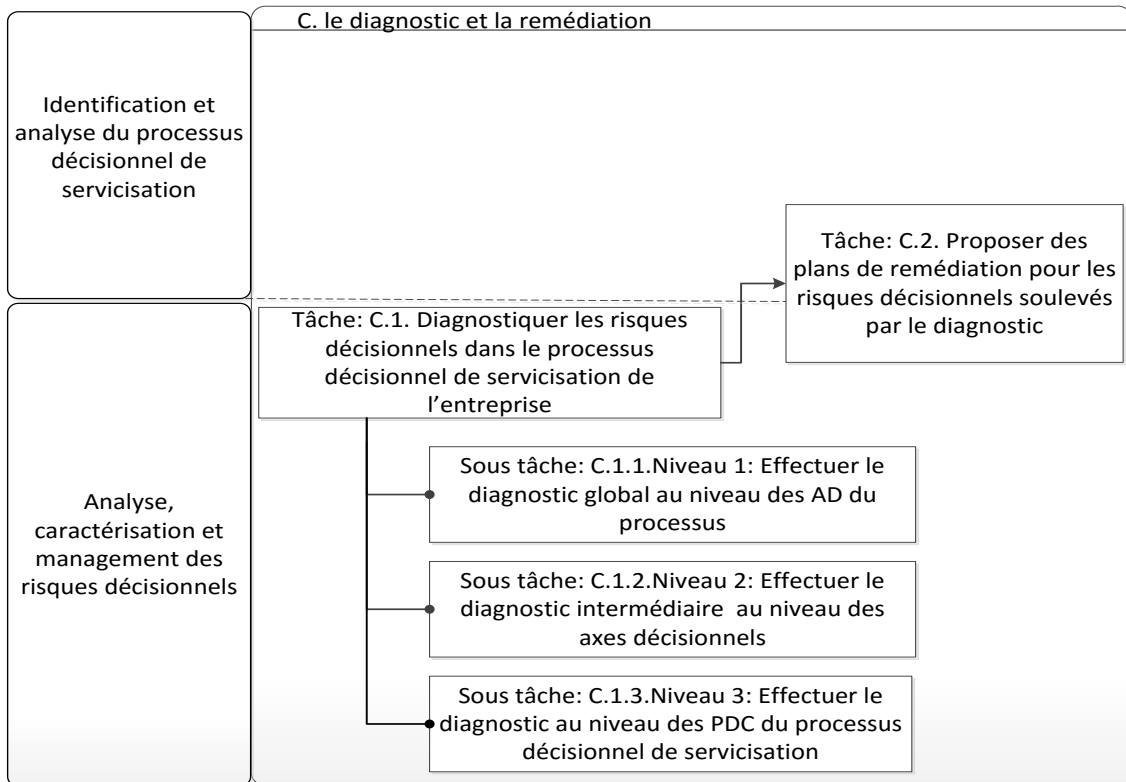 C. le diagnostic et la remédiation
Identification et
analyse du processus
décisionnel de
servicisation
Tâche: C.2. Proposer des
plans de remédiation pour les
risques décisionnels soulevés
par le diagnostic
Tâche: C.1. Diagnostiquer les risques
décisionnels dans le processus
décisionnel de servicisation de
l’entreprise
Analyse,
caractérisation et
management des
risques décisionnels
Sous tâche: C.1.1.Niveau 1: Effectuer le
diagnostic global au niveau des AD du
processus
Sous tâche: C.1.2.Niveau 2: Effectuer le
diagnostic intermédiaire au niveau des
axes décisionnels
Sous tâche: C.1.3.Niveau 3: Effectuer le
diagnostic au niveau des PDC du processus
décisionnel de servicisation